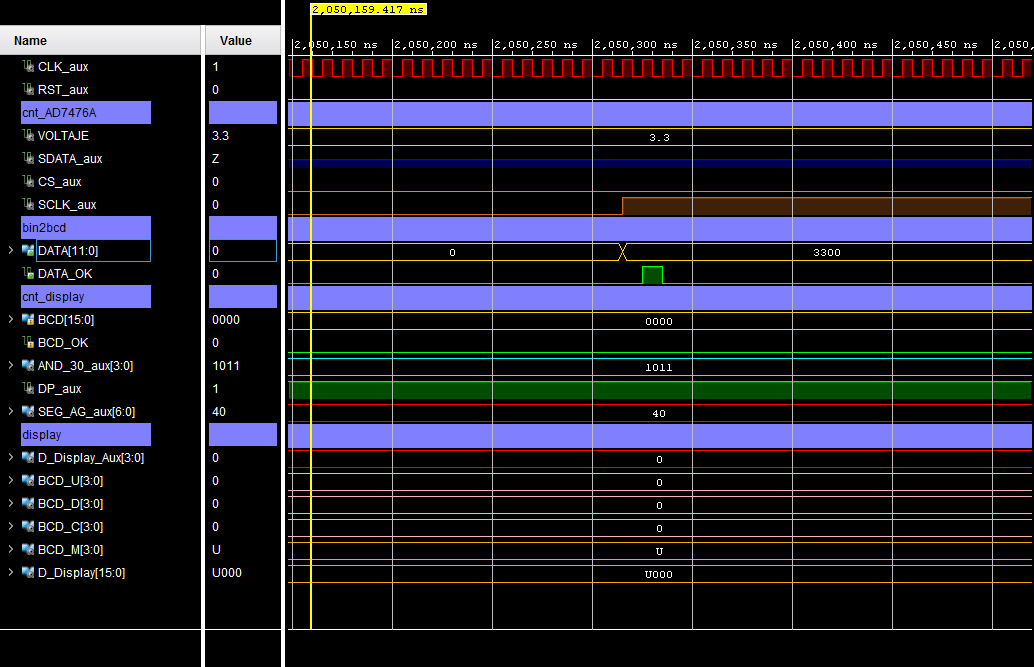 2,050,159.417 ns
Name Value 2,050,150 ns 2,050,200 ns 2,050,250 ns 2,050,300 ns 2,050,350 ns 2,050,400 ns 2,050,450 ns 2,050,
CLK_aux 1
RST_aux 0
cnt_AD7476A
VOLTAJE 3.3 3.3
SDATA_aux Z
CS_aux 0
SCLK_aux 0
bin2bcd
DATA[11:0] 0 0 3300
DATA_OK 0
cnt_display
BCD[15:0] 0000 0000
BCD_OK 0
AND_30_aux[3:0] 1011 1011
DP_aux 1
SEG_AG_aux[6:0] 40 40
display
D_Display_Aux[3:0] 0 0
BCD_U[3:0] 0 0
BCD_D[3:0] 0 0
BCD_C[3:0] 0 0
BCD_M[3:0] U U
D_Display[15:0] U000 U000